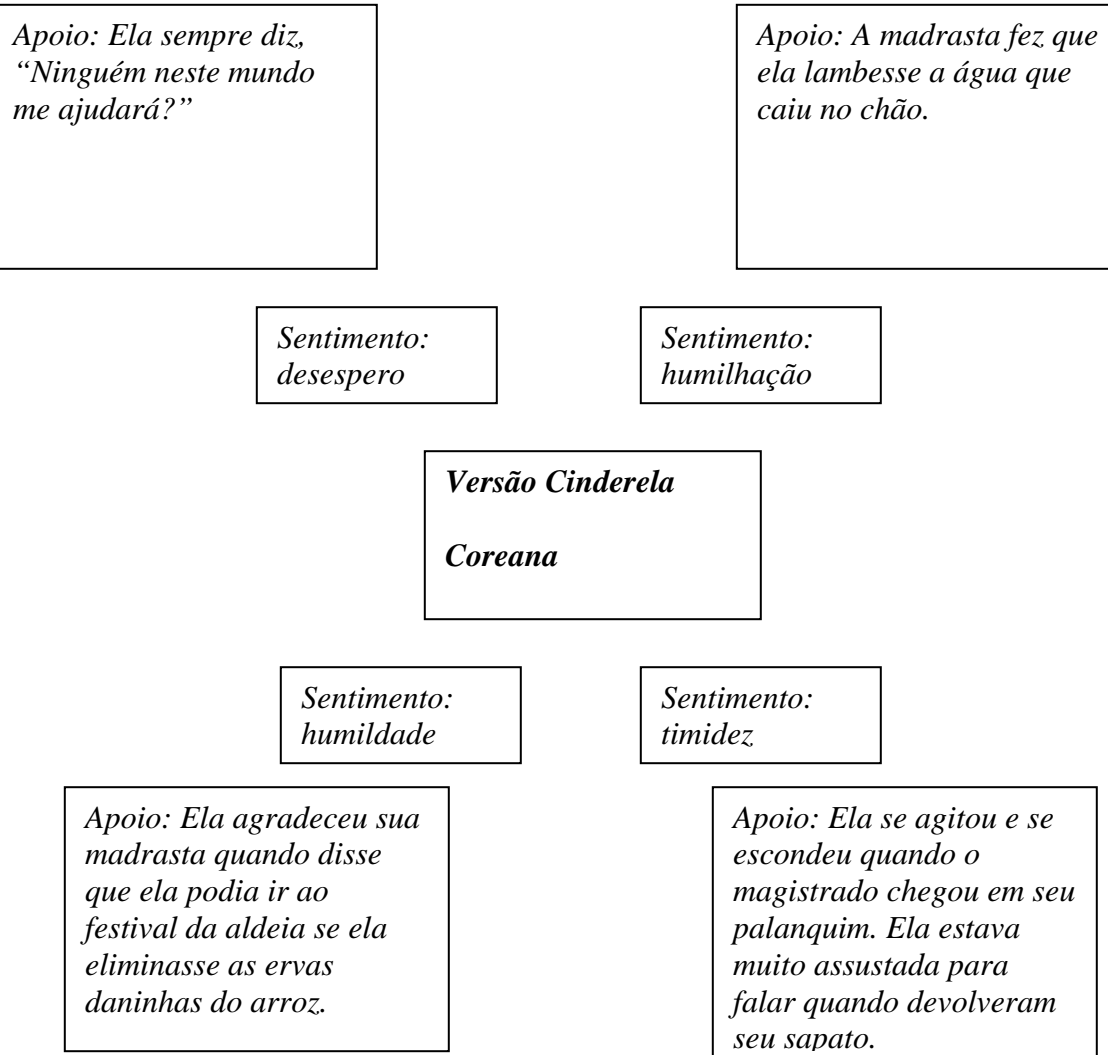 Apoio: Ela sempre diz,
“Ninguém neste mundo
me ajudará?”
Apoio: A madrasta fez que
ela lambesse a água que
caiu no chão.
Sentimento:
desespero
Sentimento:
humilhação
Versão Cinderela
Coreana
Sentimento:
humildade
Sentimento:
timidez
Apoio: Ela agradeceu sua
madrasta quando disse
que ela podia ir ao
festival da aldeia se ela
eliminasse as ervas
daninhas do arroz.
Apoio: Ela se agitou e se
escondeu quando o
magistrado chegou em seu
palanquim. Ela estava
muito assustada para
falar quando devolveram
seu sapato.